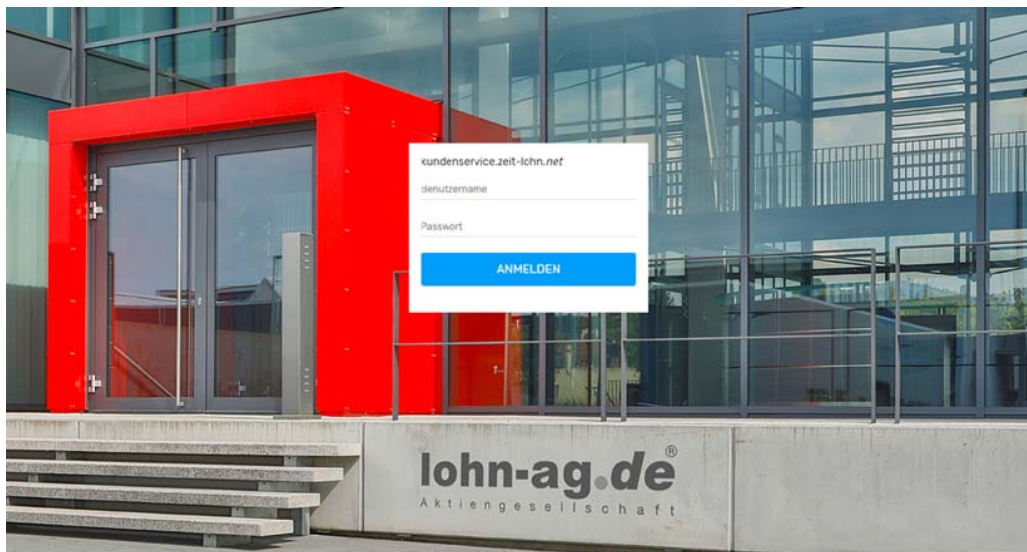 kundenservice.zeit-lohn.net
Benutzername
Passwort
ANMELDEN
lohn-ag.de®
Aktiengesellschaft